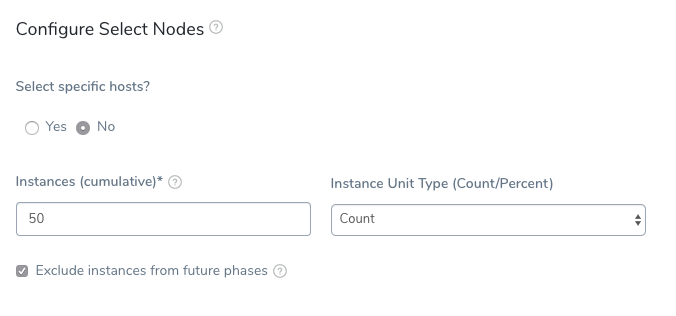 Configure Select Nodes ?
Select specific hosts?
Yes No
Instances (cumulative)* ?
Instance Unit Type (Count/Percent)
50
Count
Exclude instances from future phases ?